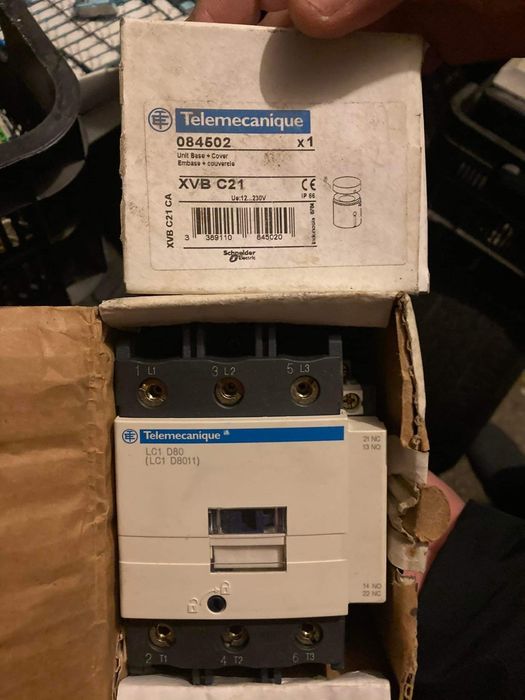 Telemecanique
084502 x1
Unit Base + Cover
Embase + couvercle
XVB C21 CE
Ue:12...230V IP 66
XVB C21 CA
3 389110 845020
Schneider
Electric
1 L1 3 L2 5 L3
Telemecanique
LC1 D80
(LC1 D8011)
21 NC
13 NO
14 NO
22 NC
2 T1 4 T2 6 T3